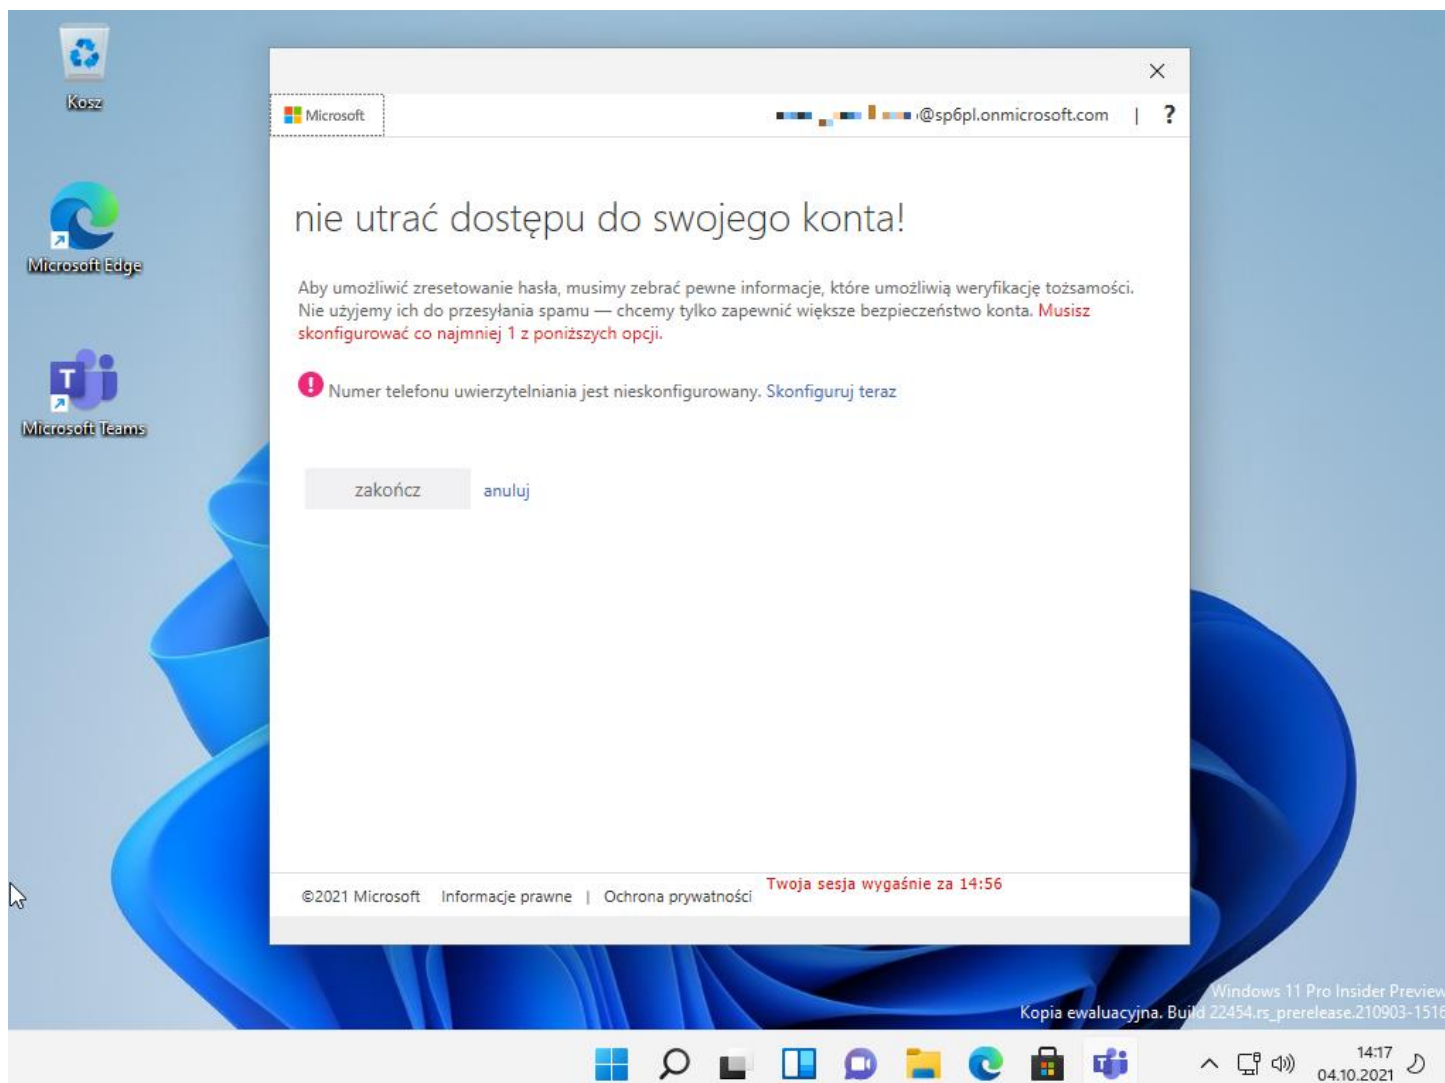 Kosz
Microsoft Edge
T
Microsoft Teams
Microsoft
@sp6pl.onmicrosoft.com | ?
nie utrać dostępu do swojego konta!
Aby umożliwić zresetowanie hasła, musimy zebrać pewne informacje, które umożliwią weryfikację tożsamości.
Nie użyjemy ich do przesyłania spamu — chcemy tylko zapewnić większe bezpieczeństwo konta. Musisz
skonfigurować co najmniej 1 z poniższych opcji.
! Numer telefonu uwierzytelniania jest nieskonfigurowany. Skonfiguruj teraz
zakończ anuluj
©2021 Microsoft Informacje prawne | Ochrona prywatności Twoja sesja wygaśnie za 14:56
Windows 11 Pro Insider Preview
Kopia ewaluacyjna. Build 22454.rs_prerelease.210903-1516
14:17
04.10.2021